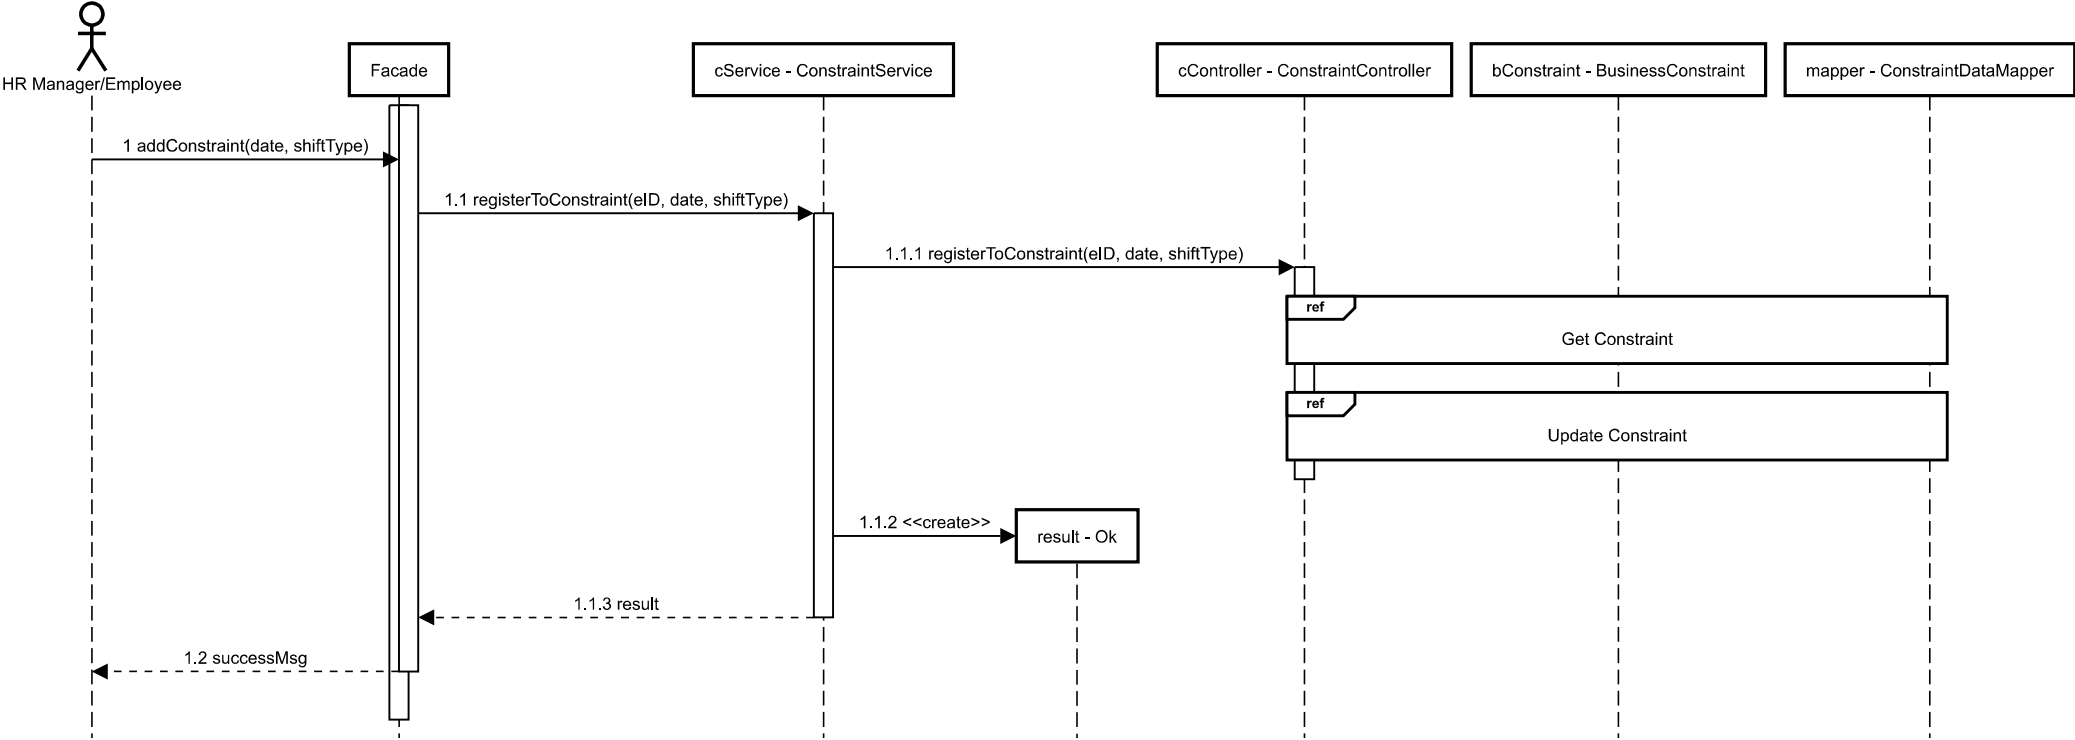 HR Manager/Employee
Facade
cService - ConstraintService
cController - ConstraintController
bConstraint - BusinessConstraint
mapper - ConstraintDataMapper
1 addConstraint(date, shiftType)
1.1 registerToConstraint(eID, date, shiftType)
1.1.1 registerToConstraint(eID, date, shiftType)
ref
Get Constraint
ref
Update Constraint
1.1.2 <<create>>
result - Ok
1.1.3 result
1.2 successMsg